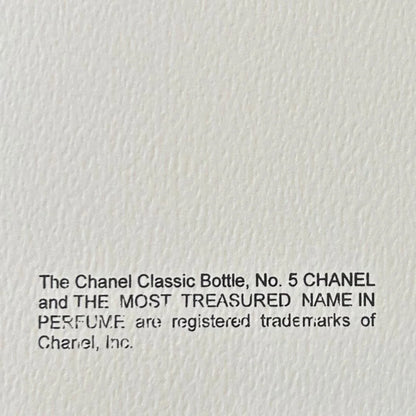 The Chanel Classic Bottle, No. 5 CHANEL
and THE MOST TREASURED NAME IN
PERFUME are registered trademarks of
Chanel, Inc.